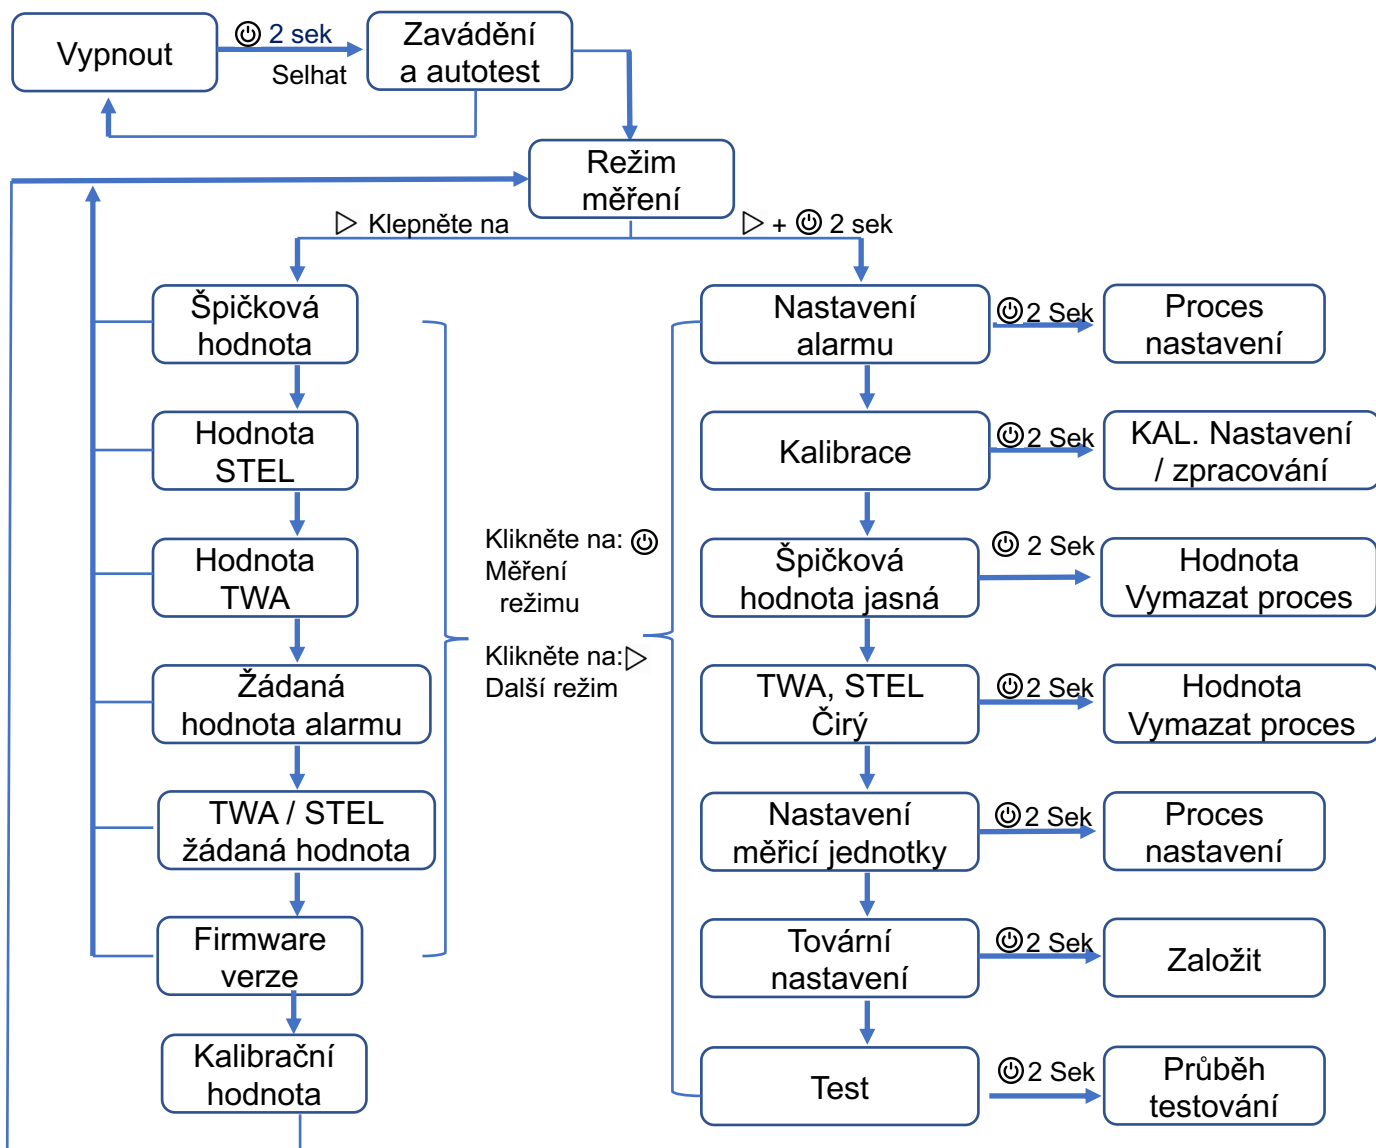 Vypnout
2 sek
Selhat
Zavádění
a autotest
Režim
měření
Klepněte na
+ 2 sek
Špičková
hodnota
Hodnota
STEL
Hodnota
TWA
Žádaná
hodnota alarmu
TWA / STEL
žádaná hodnota
Firmware
verze
Kalibrační
hodnota
Klikněte na:
Měření
režimu
Klikněte na:
Další režim
Nastavení
alarmu
2 Sek
Proces
nastavení
Kalibrace
2 Sek
KAL. Nastavení
/ zpracování
Špičková
hodnota jasná
2 Sek
Hodnota
Vymazat proces
TWA, STEL
Čirý
2 Sek
Hodnota
Vymazat proces
Nastavení
měřicí jednotky
2 Sek
Proces
nastavení
Tovární
nastavení
2 Sek
Založit
Test
2 Sek
Průběh
testování